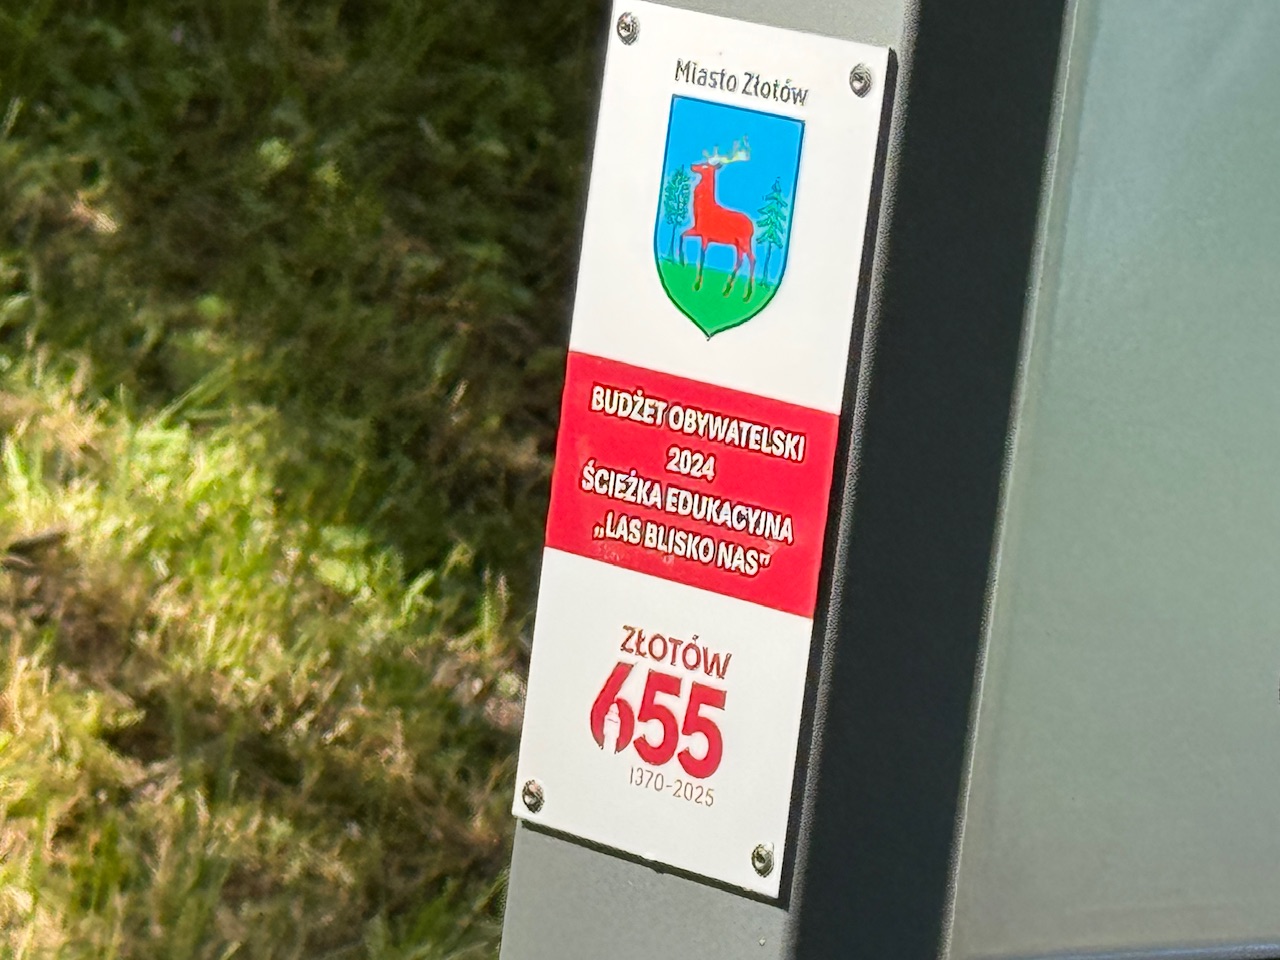 Miasto Złotów
BUDŻET OBYWATELSKI
2024
ŚCIEŻKA EDUKACYJNA
„LAS BLISKO NAS”
ZŁOTÓW
655
1370-2025